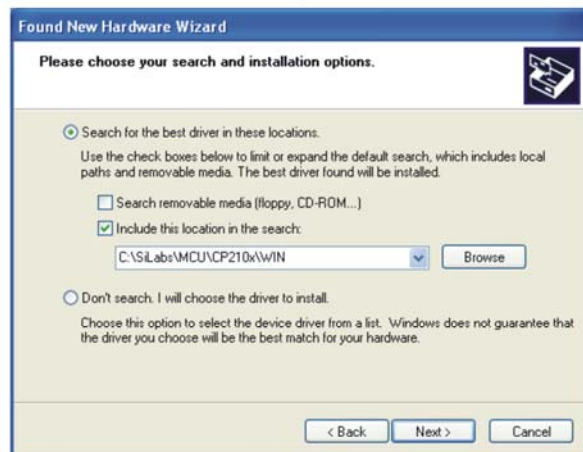 Found New Hardware Wizard
Please choose your search and installation options.
Search for the best driver in these locations.
Use the check boxes below to limit or expand the default search, which includes local
paths and removable media. The best driver found will be installed.
Search removable media (floppy, CD-ROM...)
Include this location in the search:
C:\SiLabs\MCU\CP210x\WIN
Browse
Don't search. I will choose the driver to install.
Choose this option to select the device driver from a list. Windows does not guarantee that
the driver you choose will be the best match for your hardware.
< Back Next > Cancel